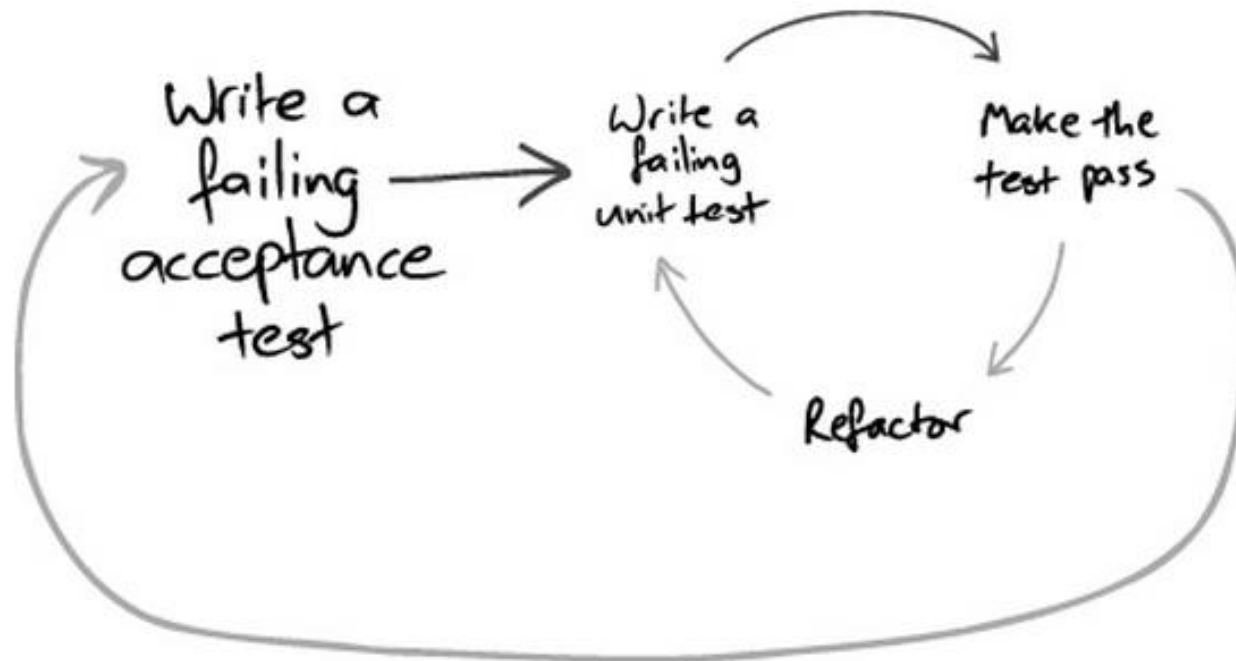 Write a
failing
acceptance
test
Write a
failing
unit test
Make the
test pass
Refactor